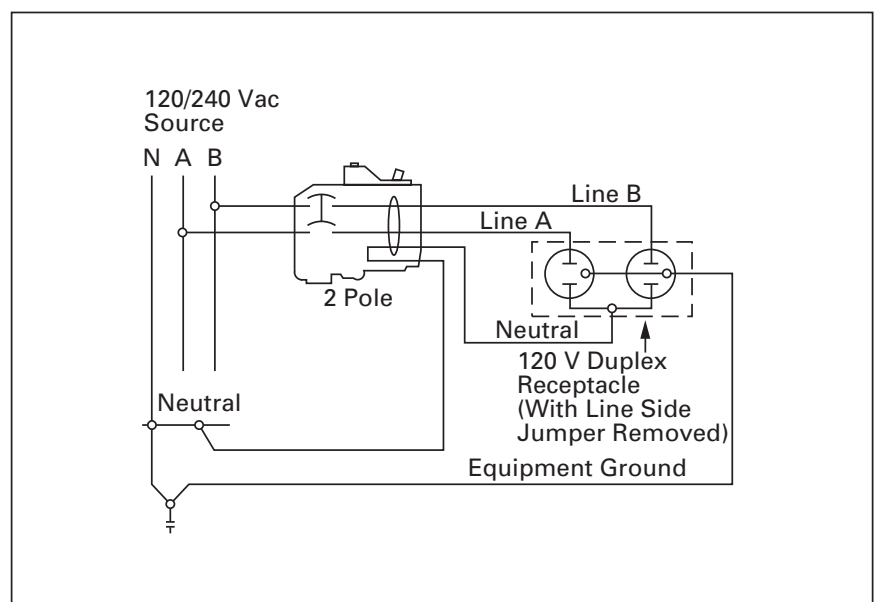 120/240 Vac
Source
N A B
Line B
Line A
2 Pole
Neutral
120 V Duplex
Receptacle
(With Line Side
Jumper Removed)
Neutral
Equipment Ground